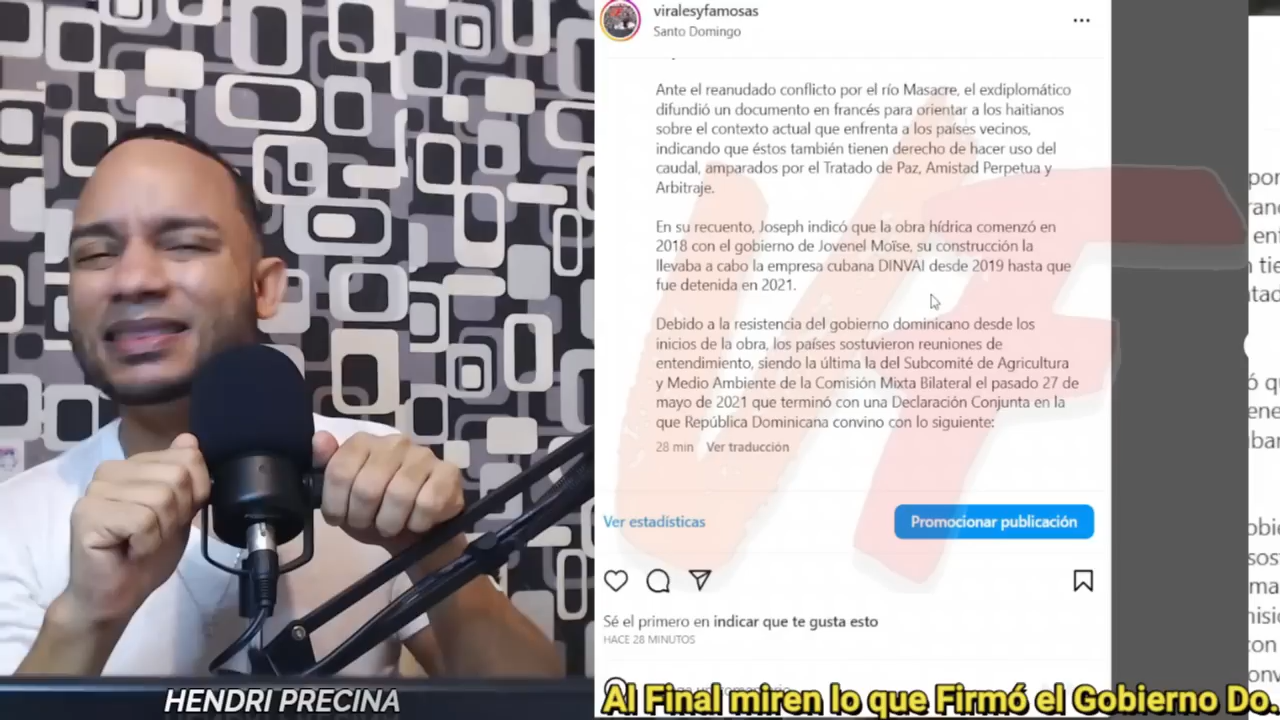 viralesyfamosas
Santo Domingo
Ante el reanudado conflicto por el río Masacre, el exdiplomático
difundió un documento en francés para orientar a los haitianos
sobre el contexto actual que enfrenta a los países vecinos,
indicando que éstos también tienen derecho de hacer uso del
caudal, amparados por el Tratado de Paz, Amistad Perpetua y
Arbitraje.
En su recuento, Joseph indicó que la obra hídrica comenzó en
2018 con el gobierno de Jovenel Moïse, su construcción la
llevaba a cabo la empresa cubana DINVAI desde 2019 hasta que
fue detenida en 2021.
Debido a la resistencia del gobierno dominicano desde los
inicios de la obra, los países sostuvieron reuniones de
entendimiento, siendo la última la del Subcomité de Agricultura
y Medio Ambiente de la Comisión Mixta Bilateral el pasado 27 de
mayo de 2021 que terminó con una Declaración Conjunta en la
que República Dominicana convino con lo siguiente:
28 min Ver traducción
Ver estadísticas
Promocionar publicación
Sé el primero en indicar que te gusta esto
HACE 28 MINUTOS
VF
HENDRI PRECINA
Al Final miren lo que Firmó el Gobierno Do.